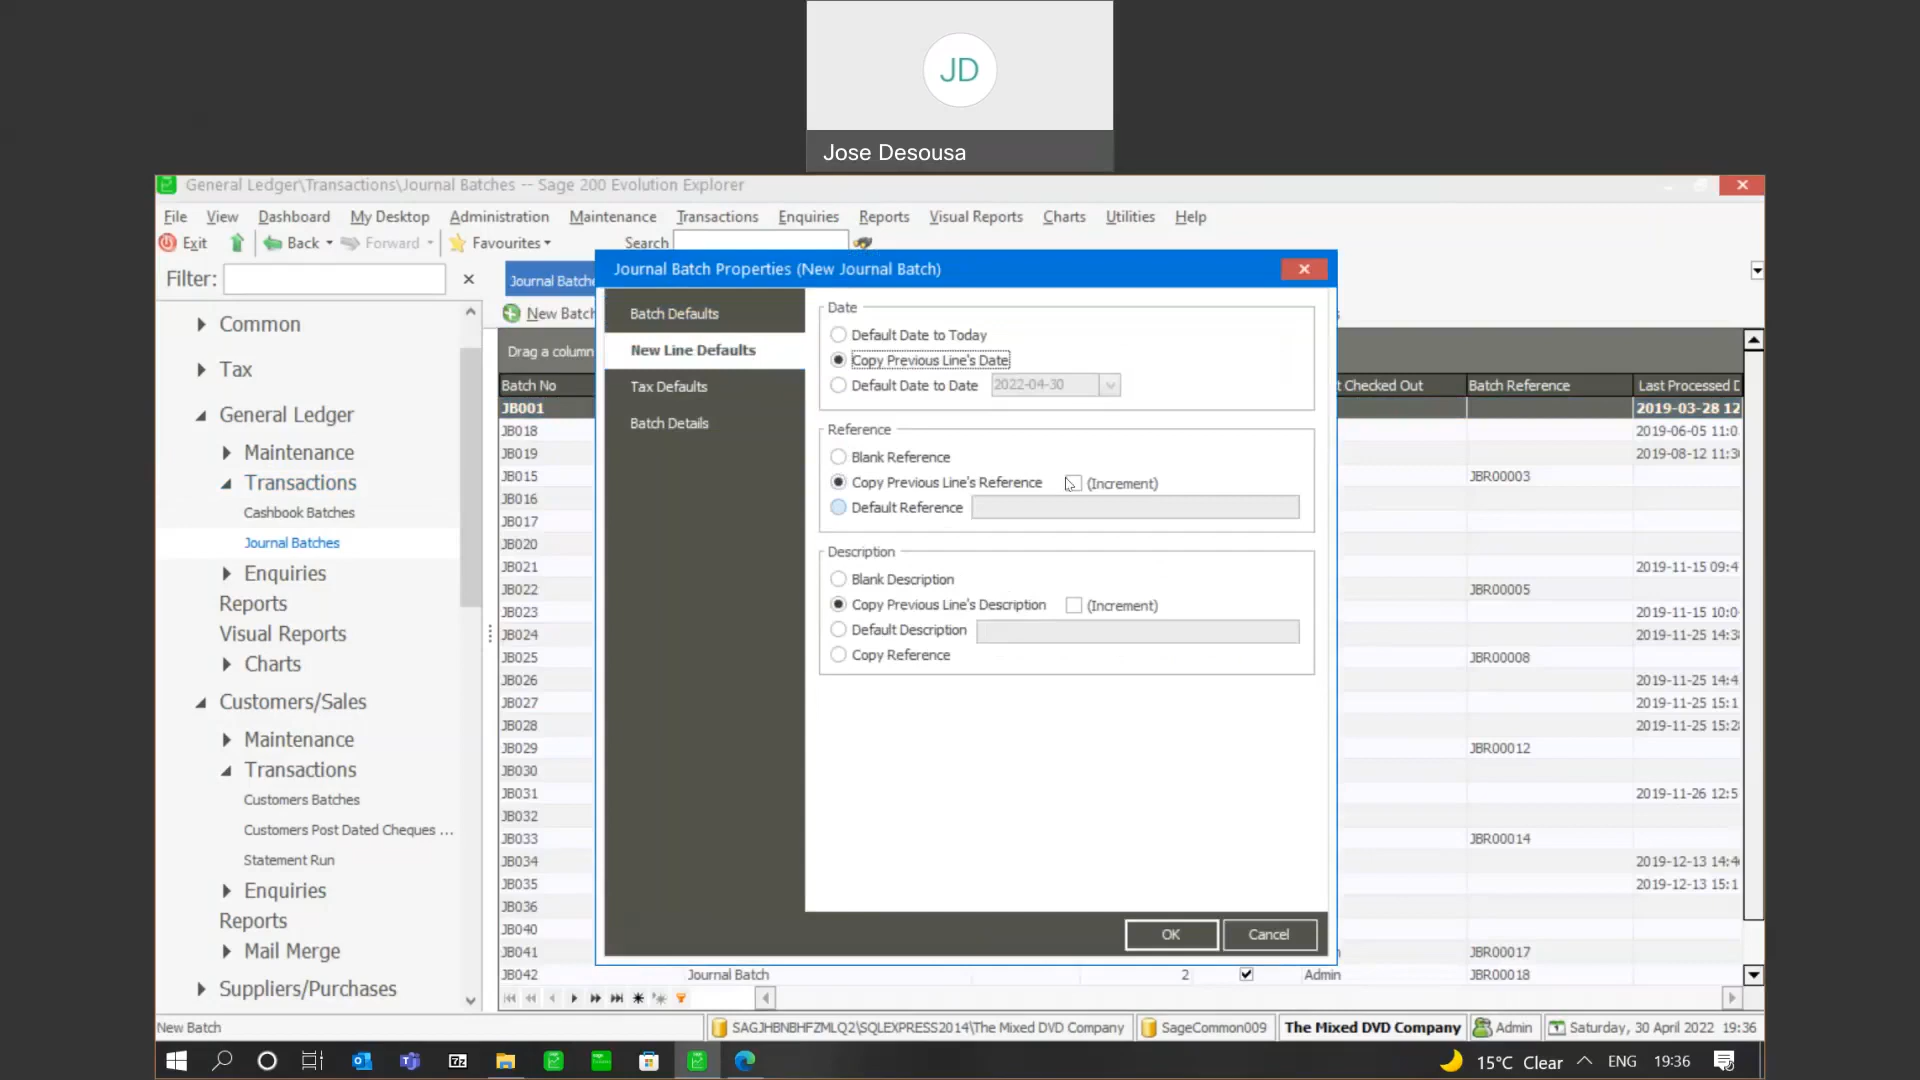 JD
Jose Desousa
General Ledger\Transactions\Journal Batches -- Sage 200 Evolution Explorer
File View Dashboard My Desktop Administration Maintenance Transactions Enquiries Reports Visual Reports Charts Utilities Help
Exit Back Forward Favourites Search
Filter:
Common
Tax
General Ledger
Maintenance
Transactions
Cashbook Batches
Journal Batches
Enquiries
Reports
Visual Reports
Charts
Customers/Sales
Maintenance
Transactions
Customers Batches
Customers Post Dated Cheques ...
Statement Run
Enquiries
Reports
Mail Merge
Suppliers/Purchases
Journal Batche
New Batch
Drag a column
Batch No
t Checked Out Batch Reference Last Processed D
JB001 2019-03-28 12
JB018 2019-06-05 11:0
JB019 2019-08-12 11:3
JB015 JBR00003
JB016
JB017
JB020
JB021 2019-11-15 09:4
JB022 JBR00005
JB023 2019-11-15 10:0
JB024 2019-11-25 14:3
JB025 JBR00008
JB026 2019-11-25 14:4
JB027 2019-11-25 15:1
JB028 2019-11-25 15:2
JB029 JBR00012
JB030
JB031 2019-11-26 12:5
JB032
JB033 JBR00014
JB034 2019-12-13 14:4
JB035 2019-12-13 15:1
JB036
JB040
JB041 JBR00017
JB042 Journal Batch 2 Admin JBR00018
Journal Batch Properties (New Journal Batch)
Batch Defaults
New Line Defaults
Tax Defaults
Batch Details
Date
Default Date to Today
Copy Previous Line's Date
Default Date to Date 2022-04-30
Reference
Blank Reference
Copy Previous Line's Reference (Increment)
Default Reference
Description
Blank Description
Copy Previous Line's Description (Increment)
Default Description
Copy Reference
OK Cancel
New Batch SAGJHBNBHFZMLQ2\SQLEXPRESS2014\The Mixed DVD Company SageCommon009 The Mixed DVD Company Admin Saturday, 30 April 2022 19:36
15°C Clear ENG 19:36